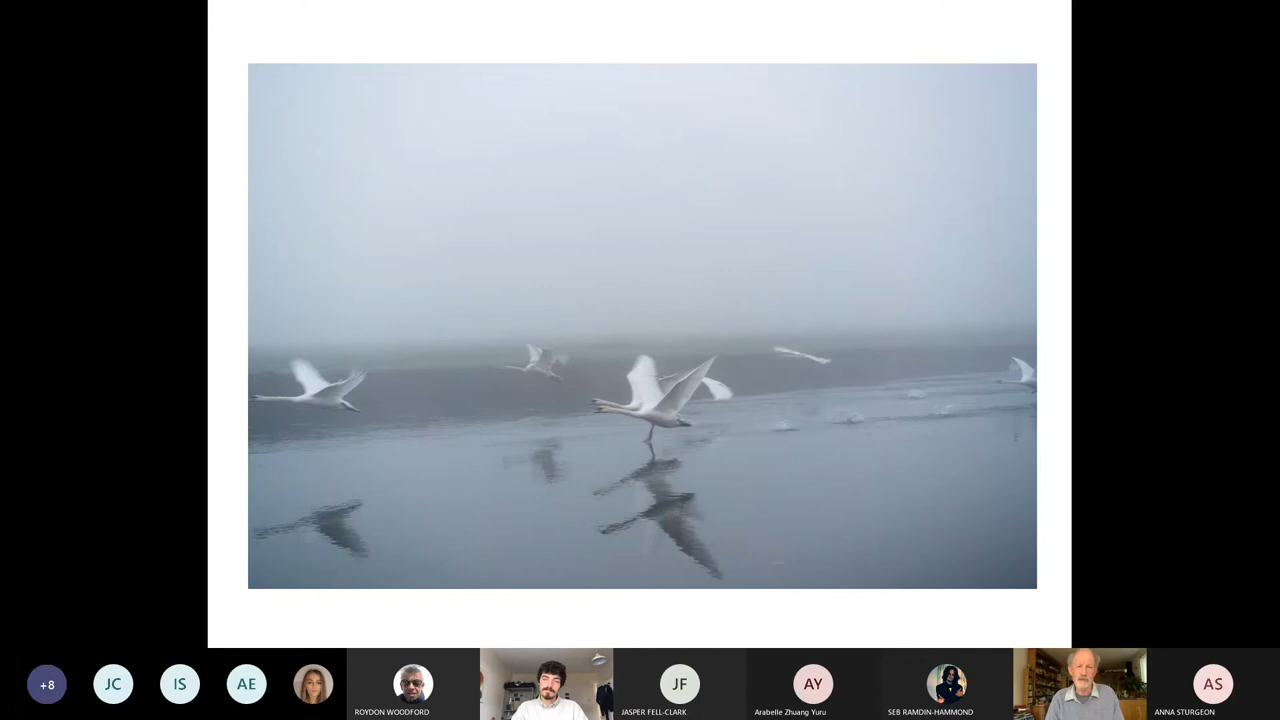 +8
JC
IS
AE
ROYDON WOODFORD
JF
JASPER FELL-CLARK
AY
Arabelle Zhuang Yuru
SEB RAMDIN-HAMMOND
AS
ANNA STURGEON